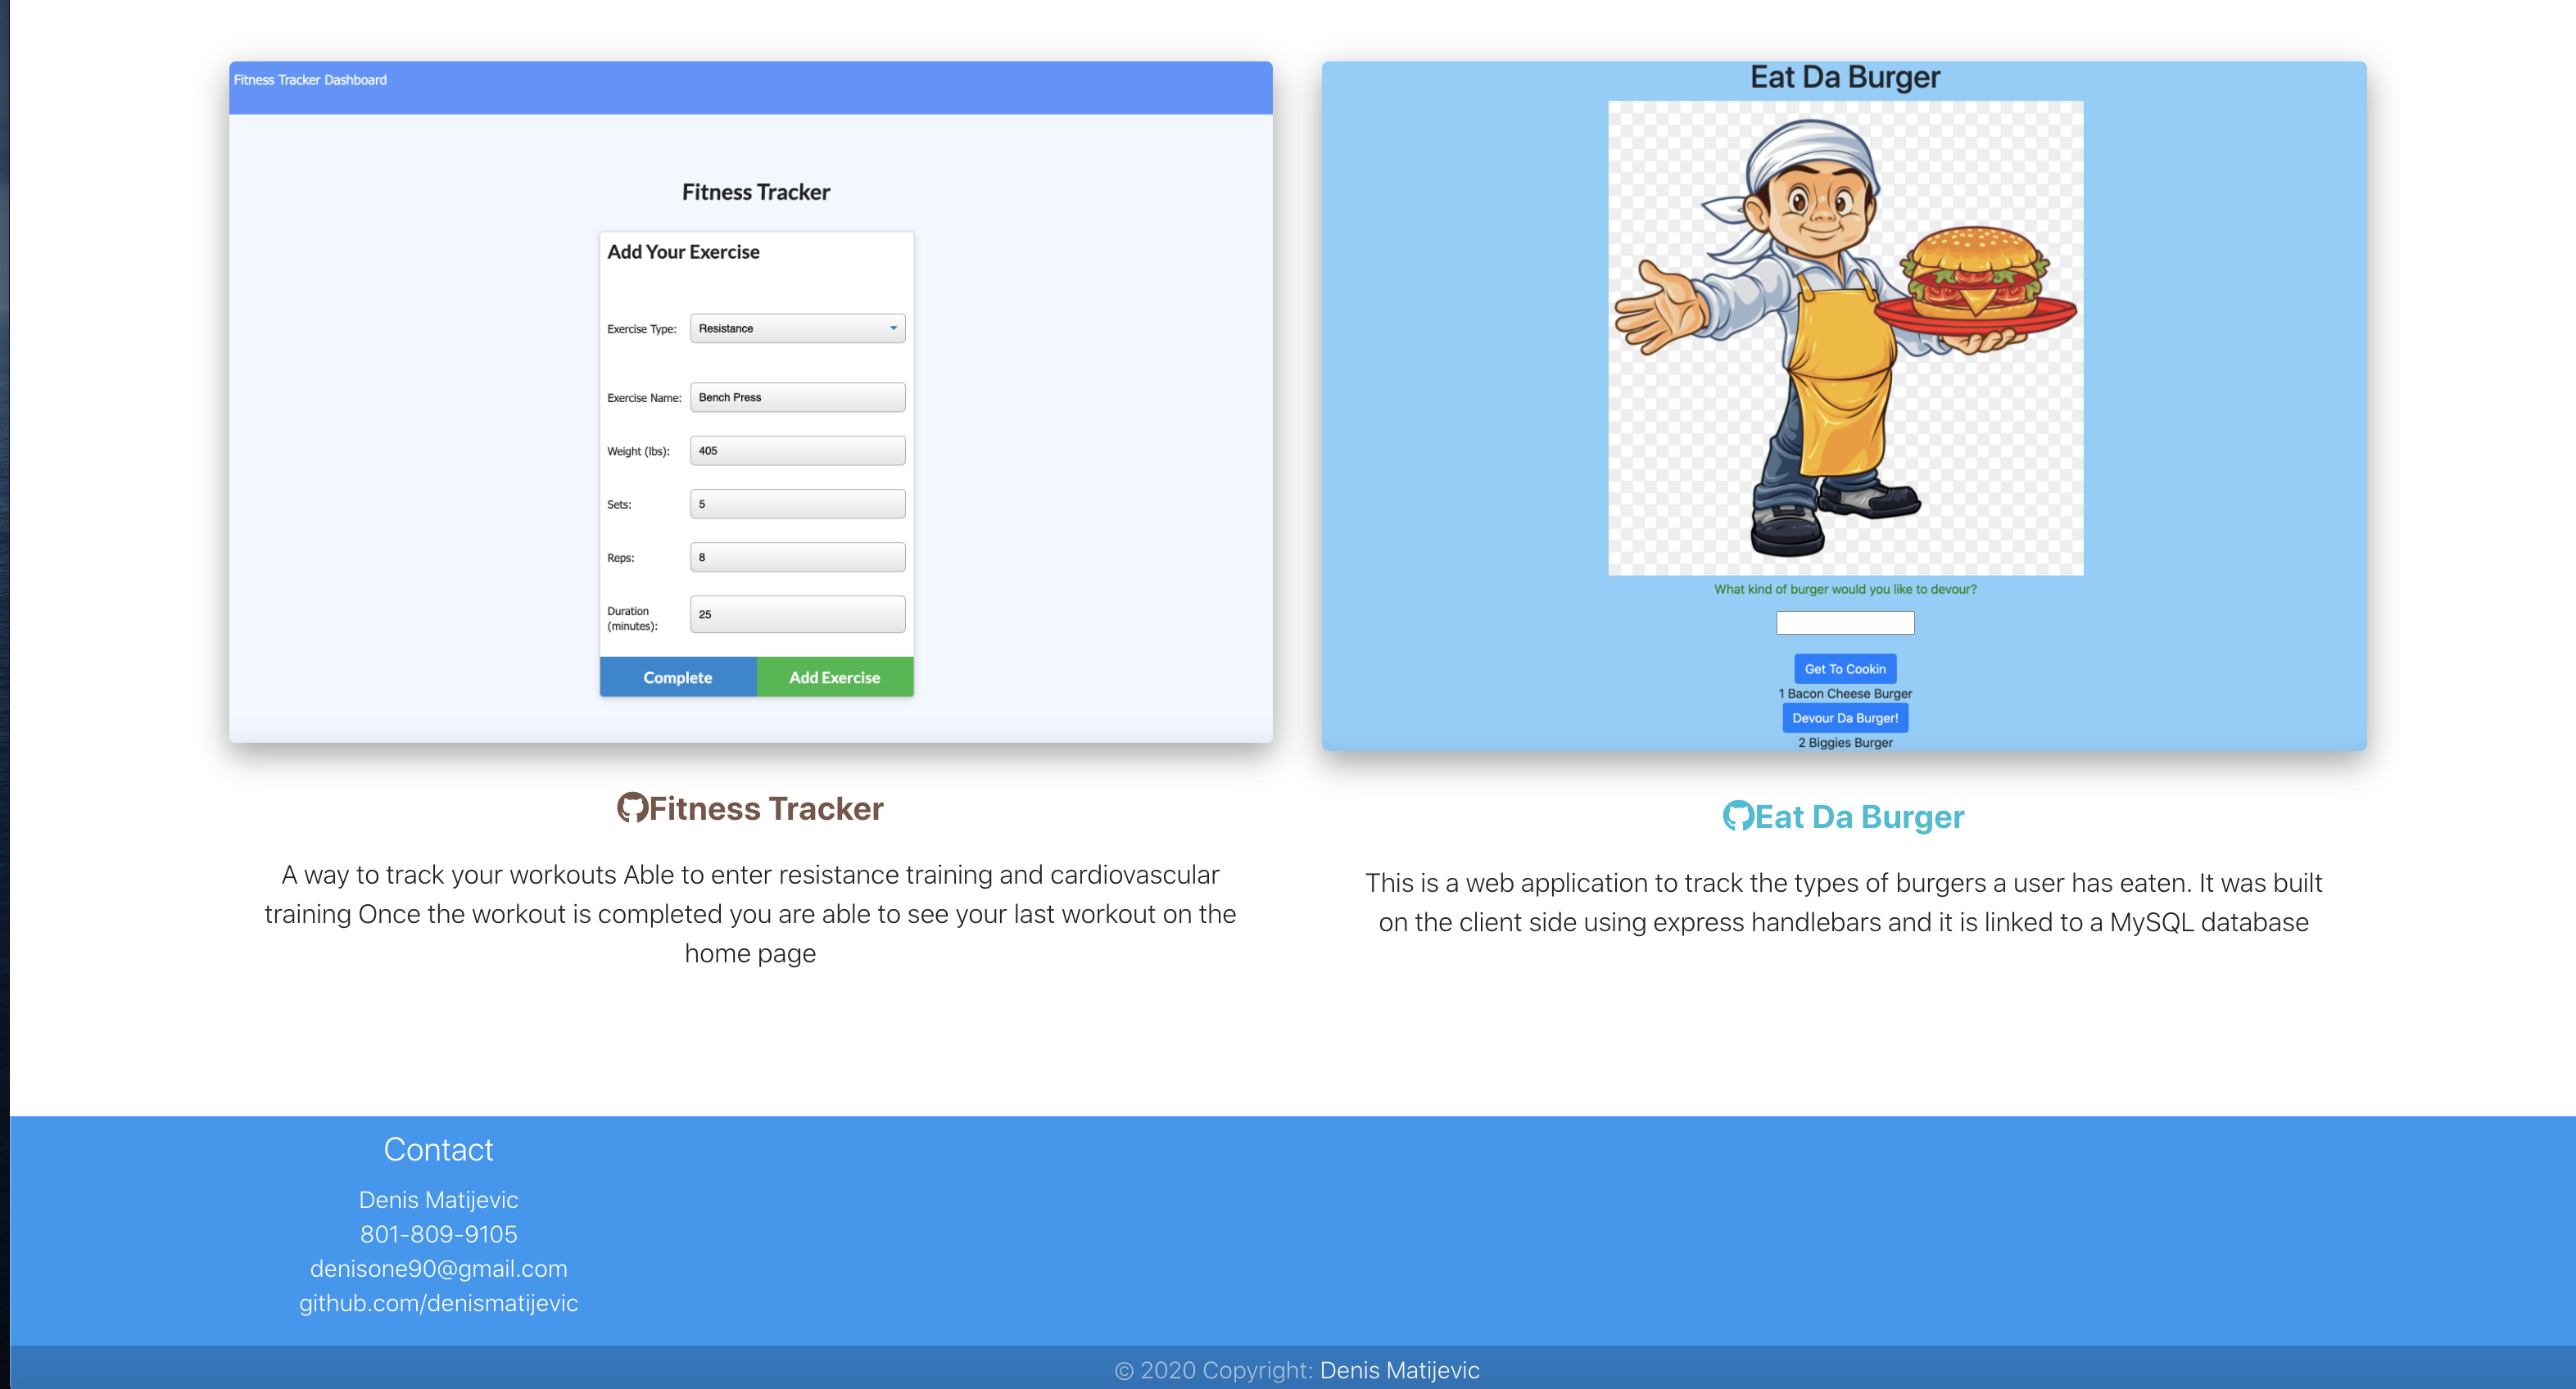 Fitness Tracker Dashboard
Fitness Tracker
Add Your Exercise
Exercise Type: Resistance
Exercise Name: Bench Press
Weight (lbs): 405
Sets: 5
Reps: 8
Duration
(minutes): 25
Complete Add Exercise
Fitness Tracker
A way to track your workouts Able to enter resistance training and cardiovascular
training Once the workout is completed you are able to see your last workout on the
home page
Eat Da Burger
What kind of burger would you like to devour?
Get To Cookin
1 Bacon Cheese Burger
Devour Da Burger!
2 Biggies Burger
Eat Da Burger
This is a web application to track the types of burgers a user has eaten. It was built
on the client side using express handlebars and it is linked to a MySQL database
Contact
Denis Matijevic
801-809-9105
denisone90@gmail.com
github.com/denismatijevic
© 2020 Copyright: Denis Matijevic